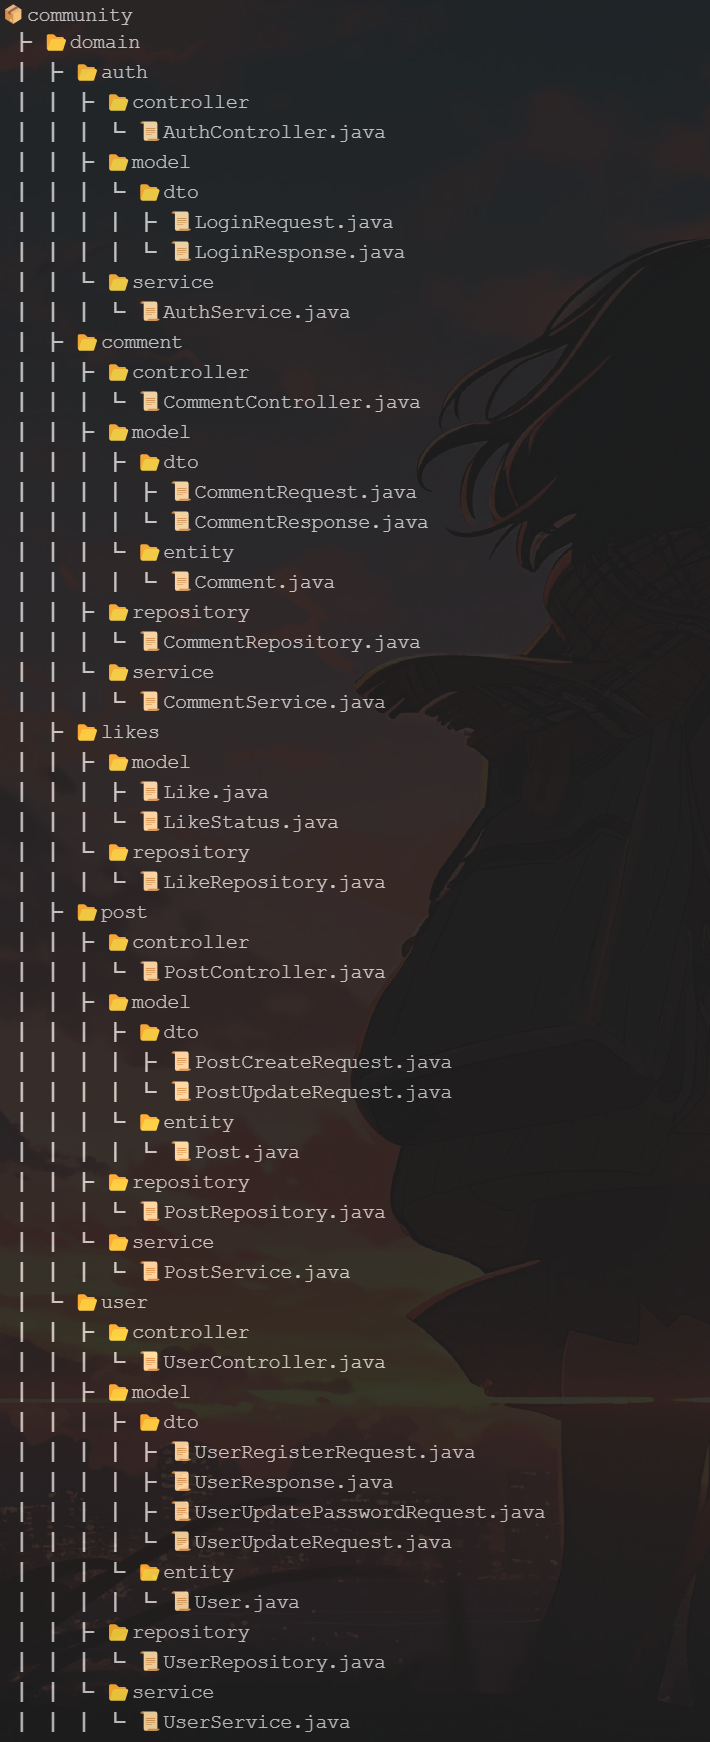 📦community
 ┣ 📂domain
 ┃ ┣ 📂auth
 ┃ ┃ ┣ 📂controller
 ┃ ┃ ┃ ┗ 📜AuthController.java
 ┃ ┃ ┣ 📂model
 ┃ ┃ ┃ ┗ 📂dto
 ┃ ┃ ┃ ┃ ┣ 📜LoginRequest.java
 ┃ ┃ ┃ ┃ ┗ 📜LoginResponse.java
 ┃ ┃ ┗ 📂service
 ┃ ┃ ┃ ┗ 📜AuthService.java
 ┃ ┣ 📂comment
 ┃ ┃ ┣ 📂controller
 ┃ ┃ ┃ ┗ 📜CommentController.java
 ┃ ┃ ┣ 📂model
 ┃ ┃ ┃ ┣ 📂dto
 ┃ ┃ ┃ ┃ ┣ 📜CommentRequest.java
 ┃ ┃ ┃ ┃ ┗ 📜CommentResponse.java
 ┃ ┃ ┃ ┗ 📂entity
 ┃ ┃ ┃ ┃ ┗ 📜Comment.java
 ┃ ┃ ┣ 📂repository
 ┃ ┃ ┃ ┗ 📜CommentRepository.java
 ┃ ┃ ┗ 📂service
 ┃ ┃ ┃ ┗ 📜CommentService.java
 ┃ ┣ 📂likes
 ┃ ┃ ┣ 📂model
 ┃ ┃ ┃ ┣ 📜Like.java
 ┃ ┃ ┃ ┗ 📜LikeStatus.java
 ┃ ┃ ┗ 📂repository
 ┃ ┃ ┃ ┗ 📜LikeRepository.java
 ┃ ┣ 📂post
 ┃ ┃ ┣ 📂controller
 ┃ ┃ ┃ ┗ 📜PostController.java
 ┃ ┃ ┣ 📂model
 ┃ ┃ ┃ ┣ 📂dto
 ┃ ┃ ┃ ┃ ┣ 📜PostCreateRequest.java
 ┃ ┃ ┃ ┃ ┗ 📜PostUpdateRequest.java
 ┃ ┃ ┃ ┗ 📂entity
 ┃ ┃ ┃ ┃ ┗ 📜Post.java
 ┃ ┃ ┣ 📂repository
 ┃ ┃ ┃ ┗ 📜PostRepository.java
 ┃ ┃ ┗ 📂service
 ┃ ┃ ┃ ┗ 📜PostService.java
 ┃ ┗ 📂user
 ┃ ┃ ┣ 📂controller
 ┃ ┃ ┃ ┗ 📜UserController.java
 ┃ ┃ ┣ 📂model
 ┃ ┃ ┃ ┣ 📂dto
 ┃ ┃ ┃ ┃ ┣ 📜UserRegisterRequest.java
 ┃ ┃ ┃ ┃ ┣ 📜UserResponse.java
 ┃ ┃ ┃ ┃ ┣ 📜UserUpdatePasswordRequest.java
 ┃ ┃ ┃ ┃ ┗ 📜UserUpdateRequest.java
 ┃ ┃ ┃ ┗ 📂entity
 ┃ ┃ ┃ ┃ ┗ 📜User.java
 ┃ ┃ ┣ 📂repository
 ┃ ┃ ┃ ┗ 📜UserRepository.java
 ┃ ┃ ┗ 📂service
 ┃ ┃ ┃ ┗ 📜UserService.java